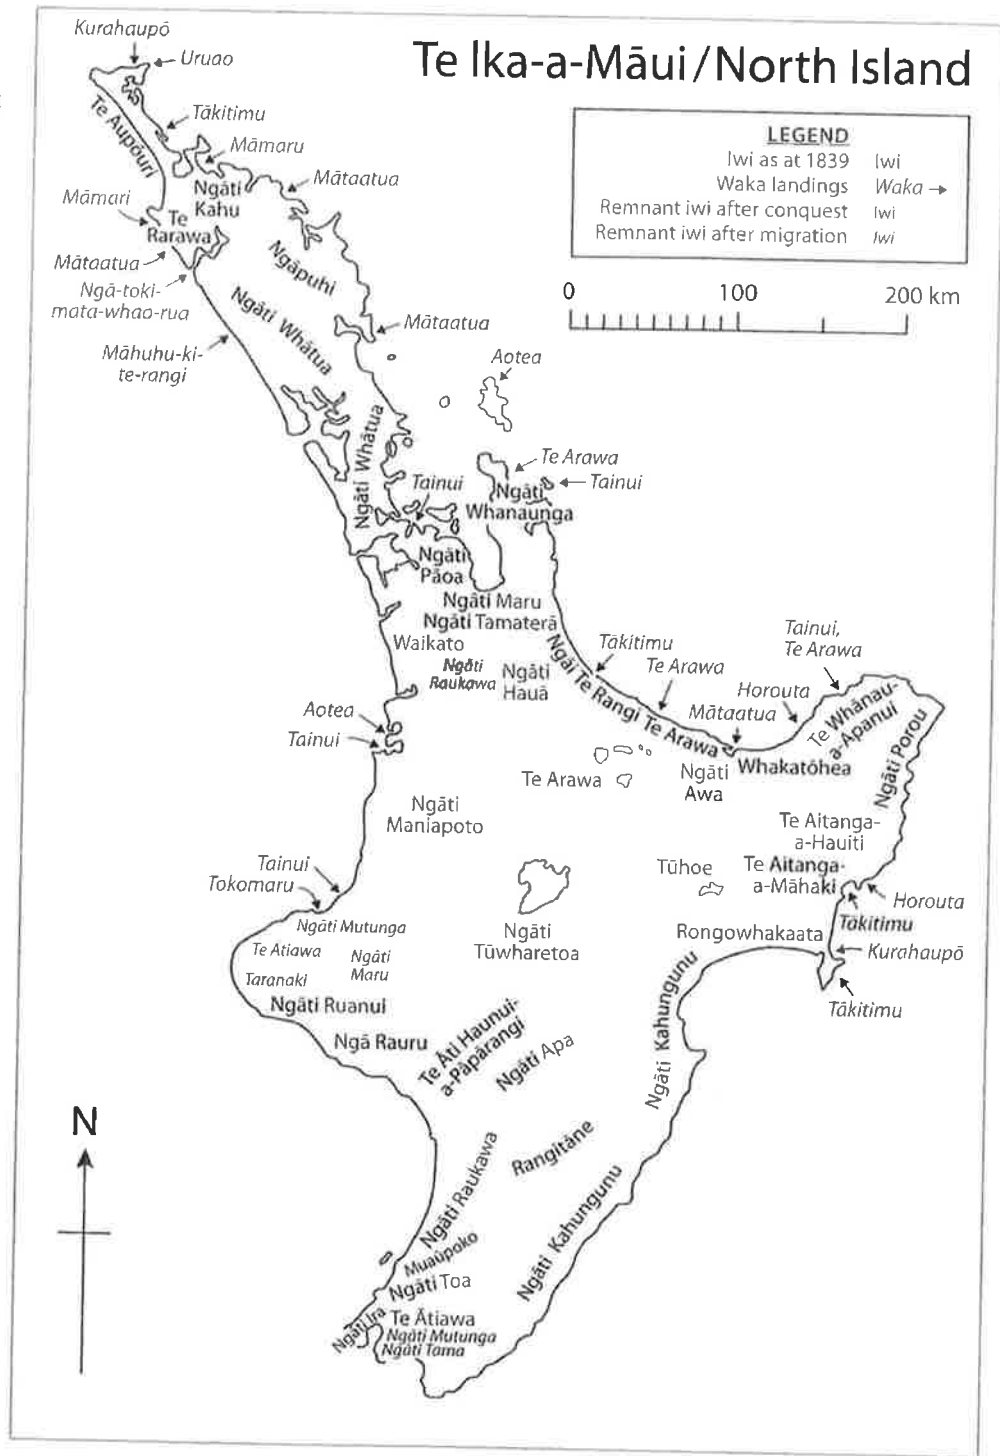 Te Ika-a-Māui/North Island
LEGEND
Iwi as at 1839 Iwi
Waka landings Waka →
Remnant iwi after conquest Iwi
Remnant iwi after migration Iwi
0 100 200 km
Kurahaupō
Uruao
Te Aupōuri
Tākitimu
Māmaru
Mātaatua
Ngāti
Kahu
Māmari
Te
Rarawa
Mātaatua
Ngā-toki-
mata-whao-rua
Ngāpuhi
Ngāti Whātua
Māhuhu-ki-
te-rangi
Mātaatua
Aotea
Ngāti Whātua
Te Arawa
Tainui
Tainui
Ngāti
Whanaunga
Ngāti
Pāoa
Ngāti Maru
Ngāti Tamaterā
Waikato
Ngāti
Raukawa
Ngāti
Hauā
Ngāi Te Rangi
Te Arawa
Tākitimu
Te Arawa
Tainui,
Te Arawa
Horouta
Mātaatua
Te Whānau-
a-Apanui
Ngāti Porou
Aotea
Tainui
Te Arawa
Ngāti
Awa
Whakatōhea
Ngāti
Maniapoto
Te Aitanga-
a-Hauiti
Tūhoe
Te Aitanga-
a-Māhaki
Horouta
Tākitimu
Tainui
Tokomaru
Ngāti Mutunga
Te Atiawa
Ngāti
Maru
Taranaki
Ngāti
Tūwharetoa
Rongowhakaata
Kurahaupō
Tākitimu
Ngāti Ruanui
Ngā Rauru
Te Āti Haunui-
a-Pāpārangi
Ngāti Apa
Ngāti Kahungunu
N
Ngāti Raukawa
Rangitāne
Ngāti Kahungunu
Muaūpoko
Ngāti Toa
Ngāti Ira
Te Ātiawa
Ngāti Mutunga
Ngāti Tama